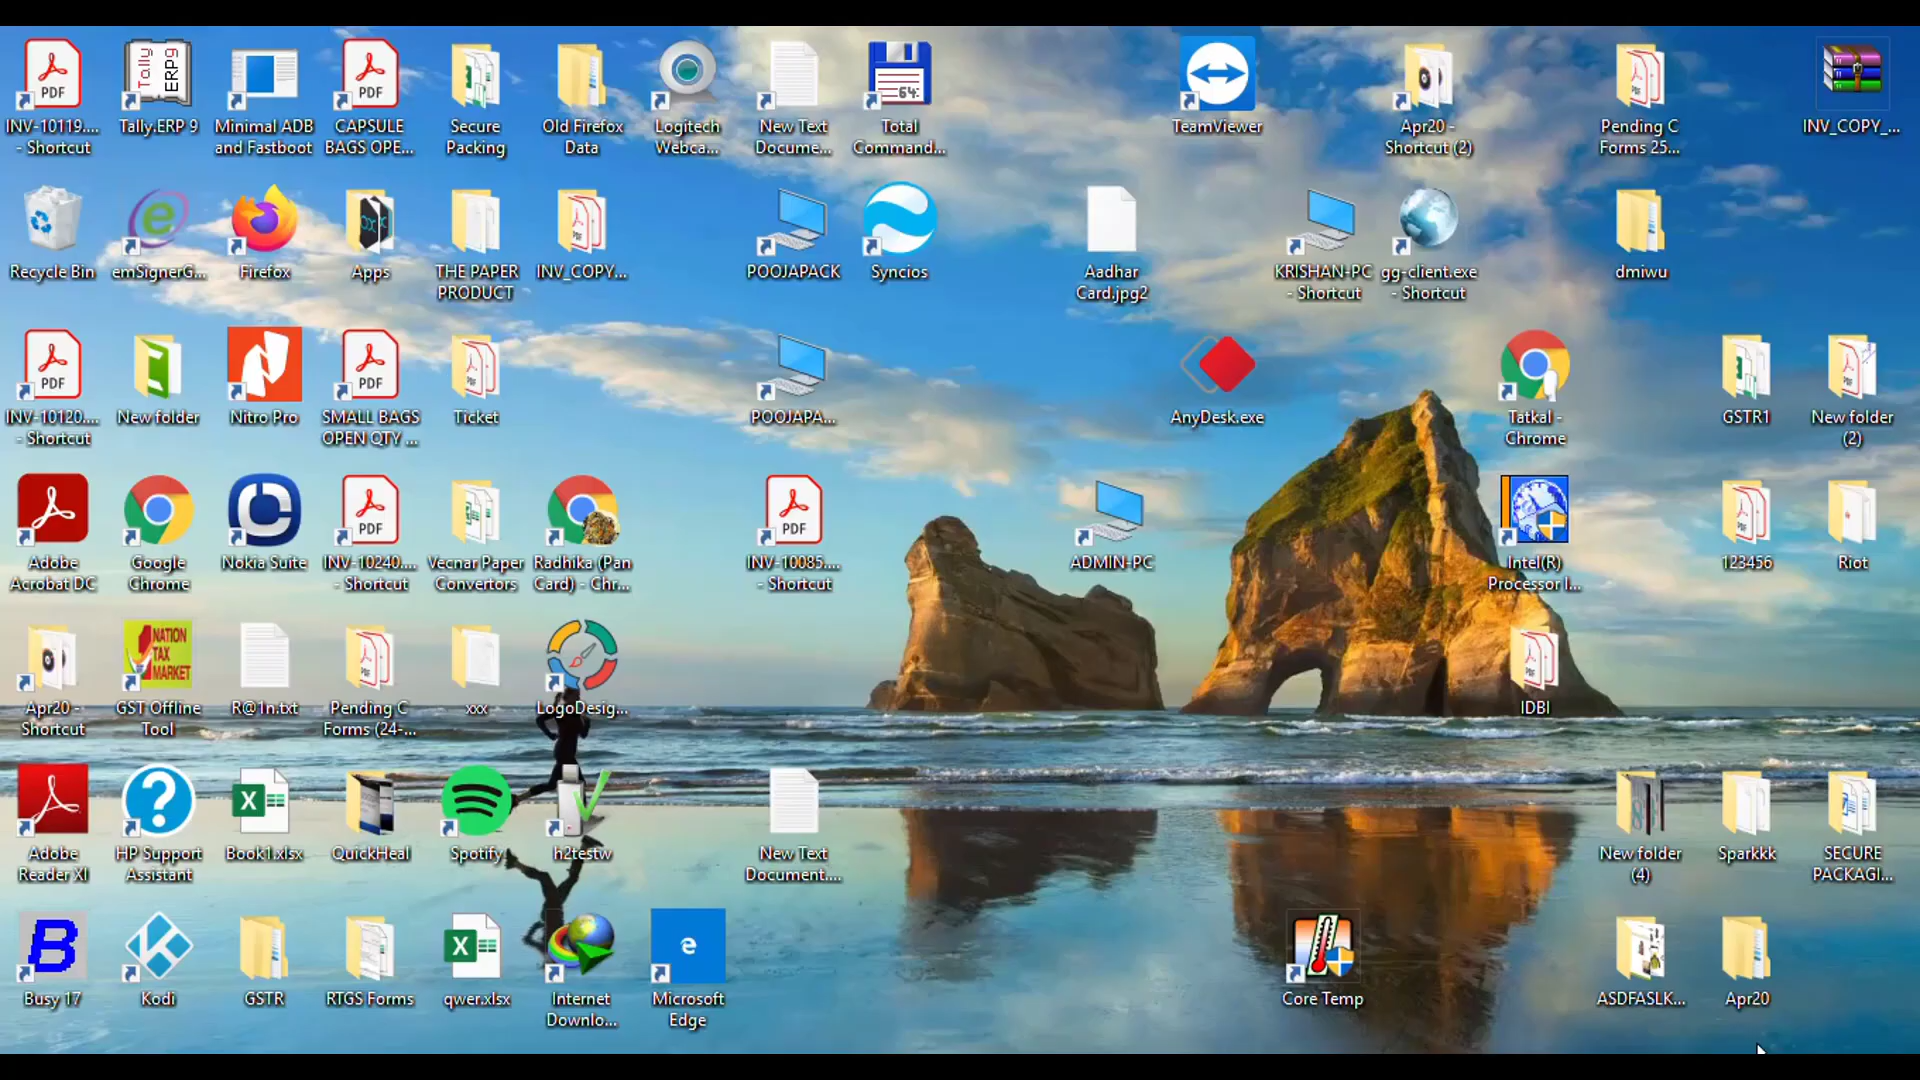 INV-10119....
- Shortcut
Tally.ERP 9
Minimal ADB
and Fastboot
CAPSULE
BAGS OPE...
Secure
Packing
Old Firefox
Data
Logitech
Webca...
New Text
Docume...
Total
Command...
TeamViewer
Apr20 -
Shortcut (2)
Pending C
Forms 25...
INV_COPY_...
Recycle Bin
emSignerG...
Firefox
Apps
THE PAPER
PRODUCT
INV_COPY...
POOJAPACK
Syncios
Aadhar
Card.jpg2
KRISHAN-PC
- Shortcut
gg-client.exe
- Shortcut
dmiwu
INV-10120....
- Shortcut
New folder
Nitro Pro
SMALL BAGS
OPEN QTY ...
Ticket
POOJAPA...
AnyDesk.exe
Tatkal -
Chrome
GSTR1
New folder
(2)
Adobe
Acrobat DC
Google
Chrome
Nokia Suite
INV-10240....
- Shortcut
Vecnar Paper
Convertors
Radhika (Pan
Card) - Chr...
INV-10085....
- Shortcut
ADMIN-PC
Intel(R)
Processor I...
123456
Riot
Apr20 -
Shortcut
NATION
TAX
MARKET
GST Offline
Tool
R@1n.txt
Pending C
Forms (24-...
xxx
LogoDesig...
IDBI
Adobe
Reader XI
HP Support
Assistant
Book1.xlsx
QuickHeal
Spotify
h2testw
New Text
Document....
New folder
(4)
Sparkkk
SECURE
PACKAGI...
Busy 17
Kodi
GSTR
RTGS Forms
qwer.xlsx
Internet
Downlo...
Microsoft
Edge
Core Temp
ASDFASLK...
Apr20